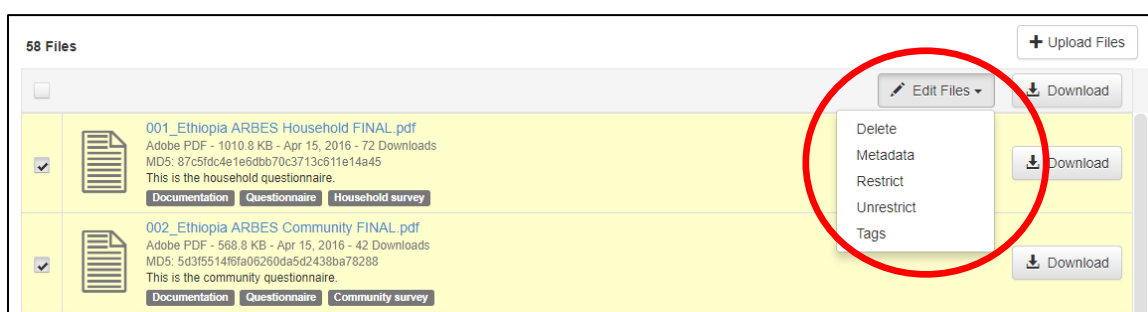 58 Files
+ Upload Files
Edit Files
Download
001_Ethiopia ARBES Household FINAL.pdf
Adobe PDF - 1010.8 KB - Apr 15, 2016 - 72 Downloads
MD5: 87c5fdc4e1e6dbb70c3713c611e14a45
This is the household questionnaire.
Documentation Questionnaire Household survey
Delete
Metadata
Restrict
Unrestrict
Tags
Download
002_Ethiopia ARBES Community FINAL.pdf
Adobe PDF - 568.8 KB - Apr 15, 2016 - 42 Downloads
MD5: 5d3f5514f6fa06260da5d2438ba78288
This is the community questionnaire.
Documentation Questionnaire Community survey
Download